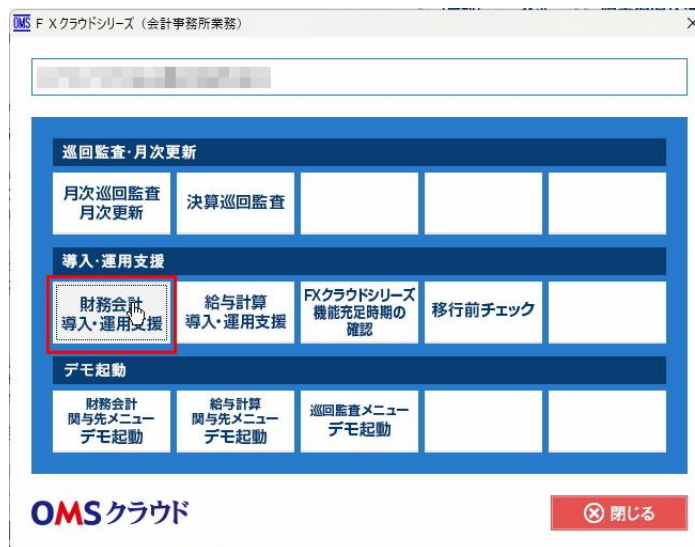 OMS FXクラウドシリーズ（会計事務所業務）
巡回監査・月次更新
月次巡回監査
月次更新
決算巡回監査
導入・運用支援
財務会計
導入・運用支援
給与計算
導入・運用支援
FXクラウドシリーズ
機能充足時期の
確認
移行前チェック
デモ起動
財務会計
関与先メニュー
デモ起動
給与計算
関与先メニュー
デモ起動
巡回監査メニュー
デモ起動
OMSクラウド
閉じる